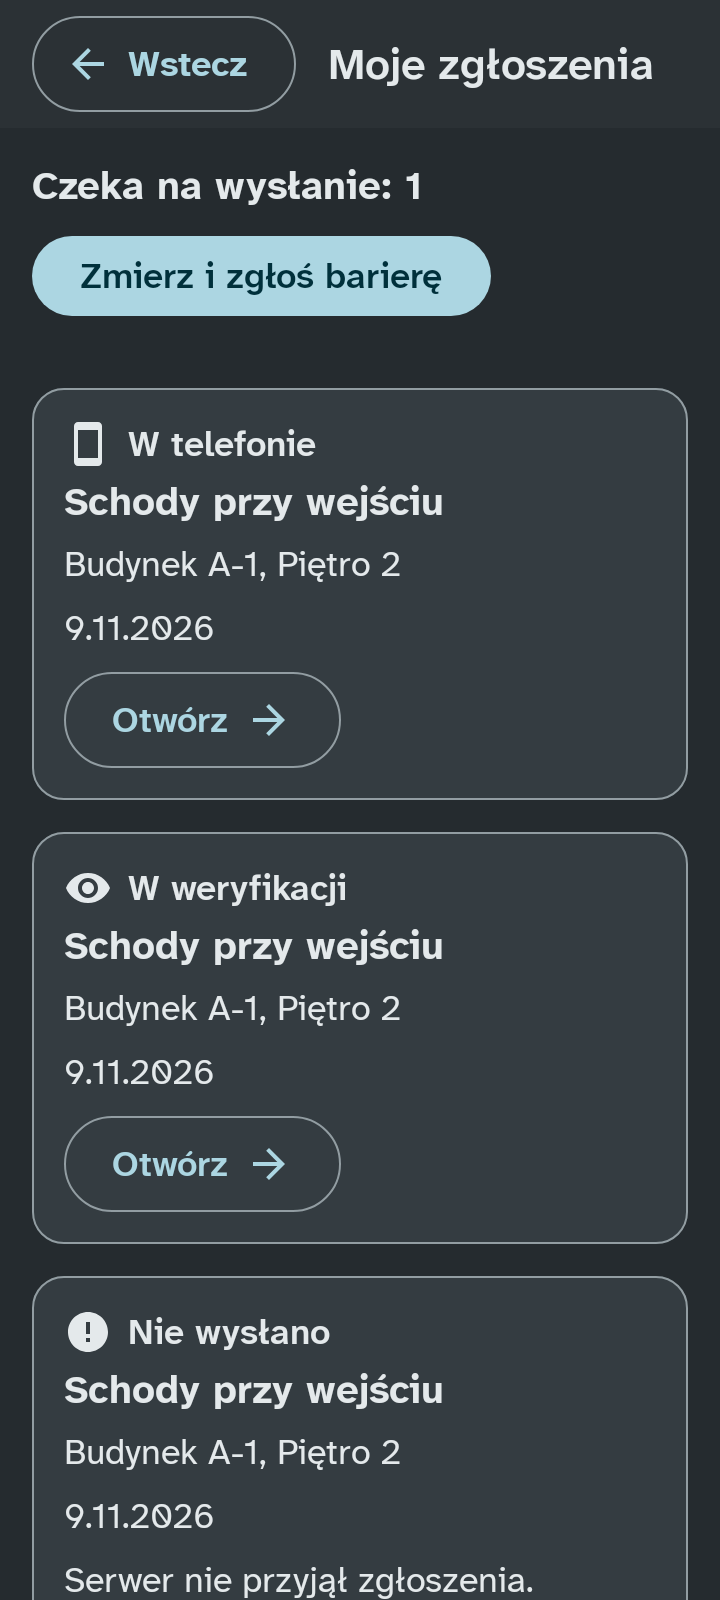 Wstecz
Moje zgłoszenia
Czeka na wysłanie: 1
Zmierz i zgłoś barierę
W telefonie
Schody przy wejściu
Budynek A-1, Piętro 2
9.11.2026
Otwórz
W weryfikacji
Schody przy wejściu
Budynek A-1, Piętro 2
9.11.2026
Otwórz
Nie wysłano
Schody przy wejściu
Budynek A-1, Piętro 2
9.11.2026
Serwer nie przyjął zgłoszenia.